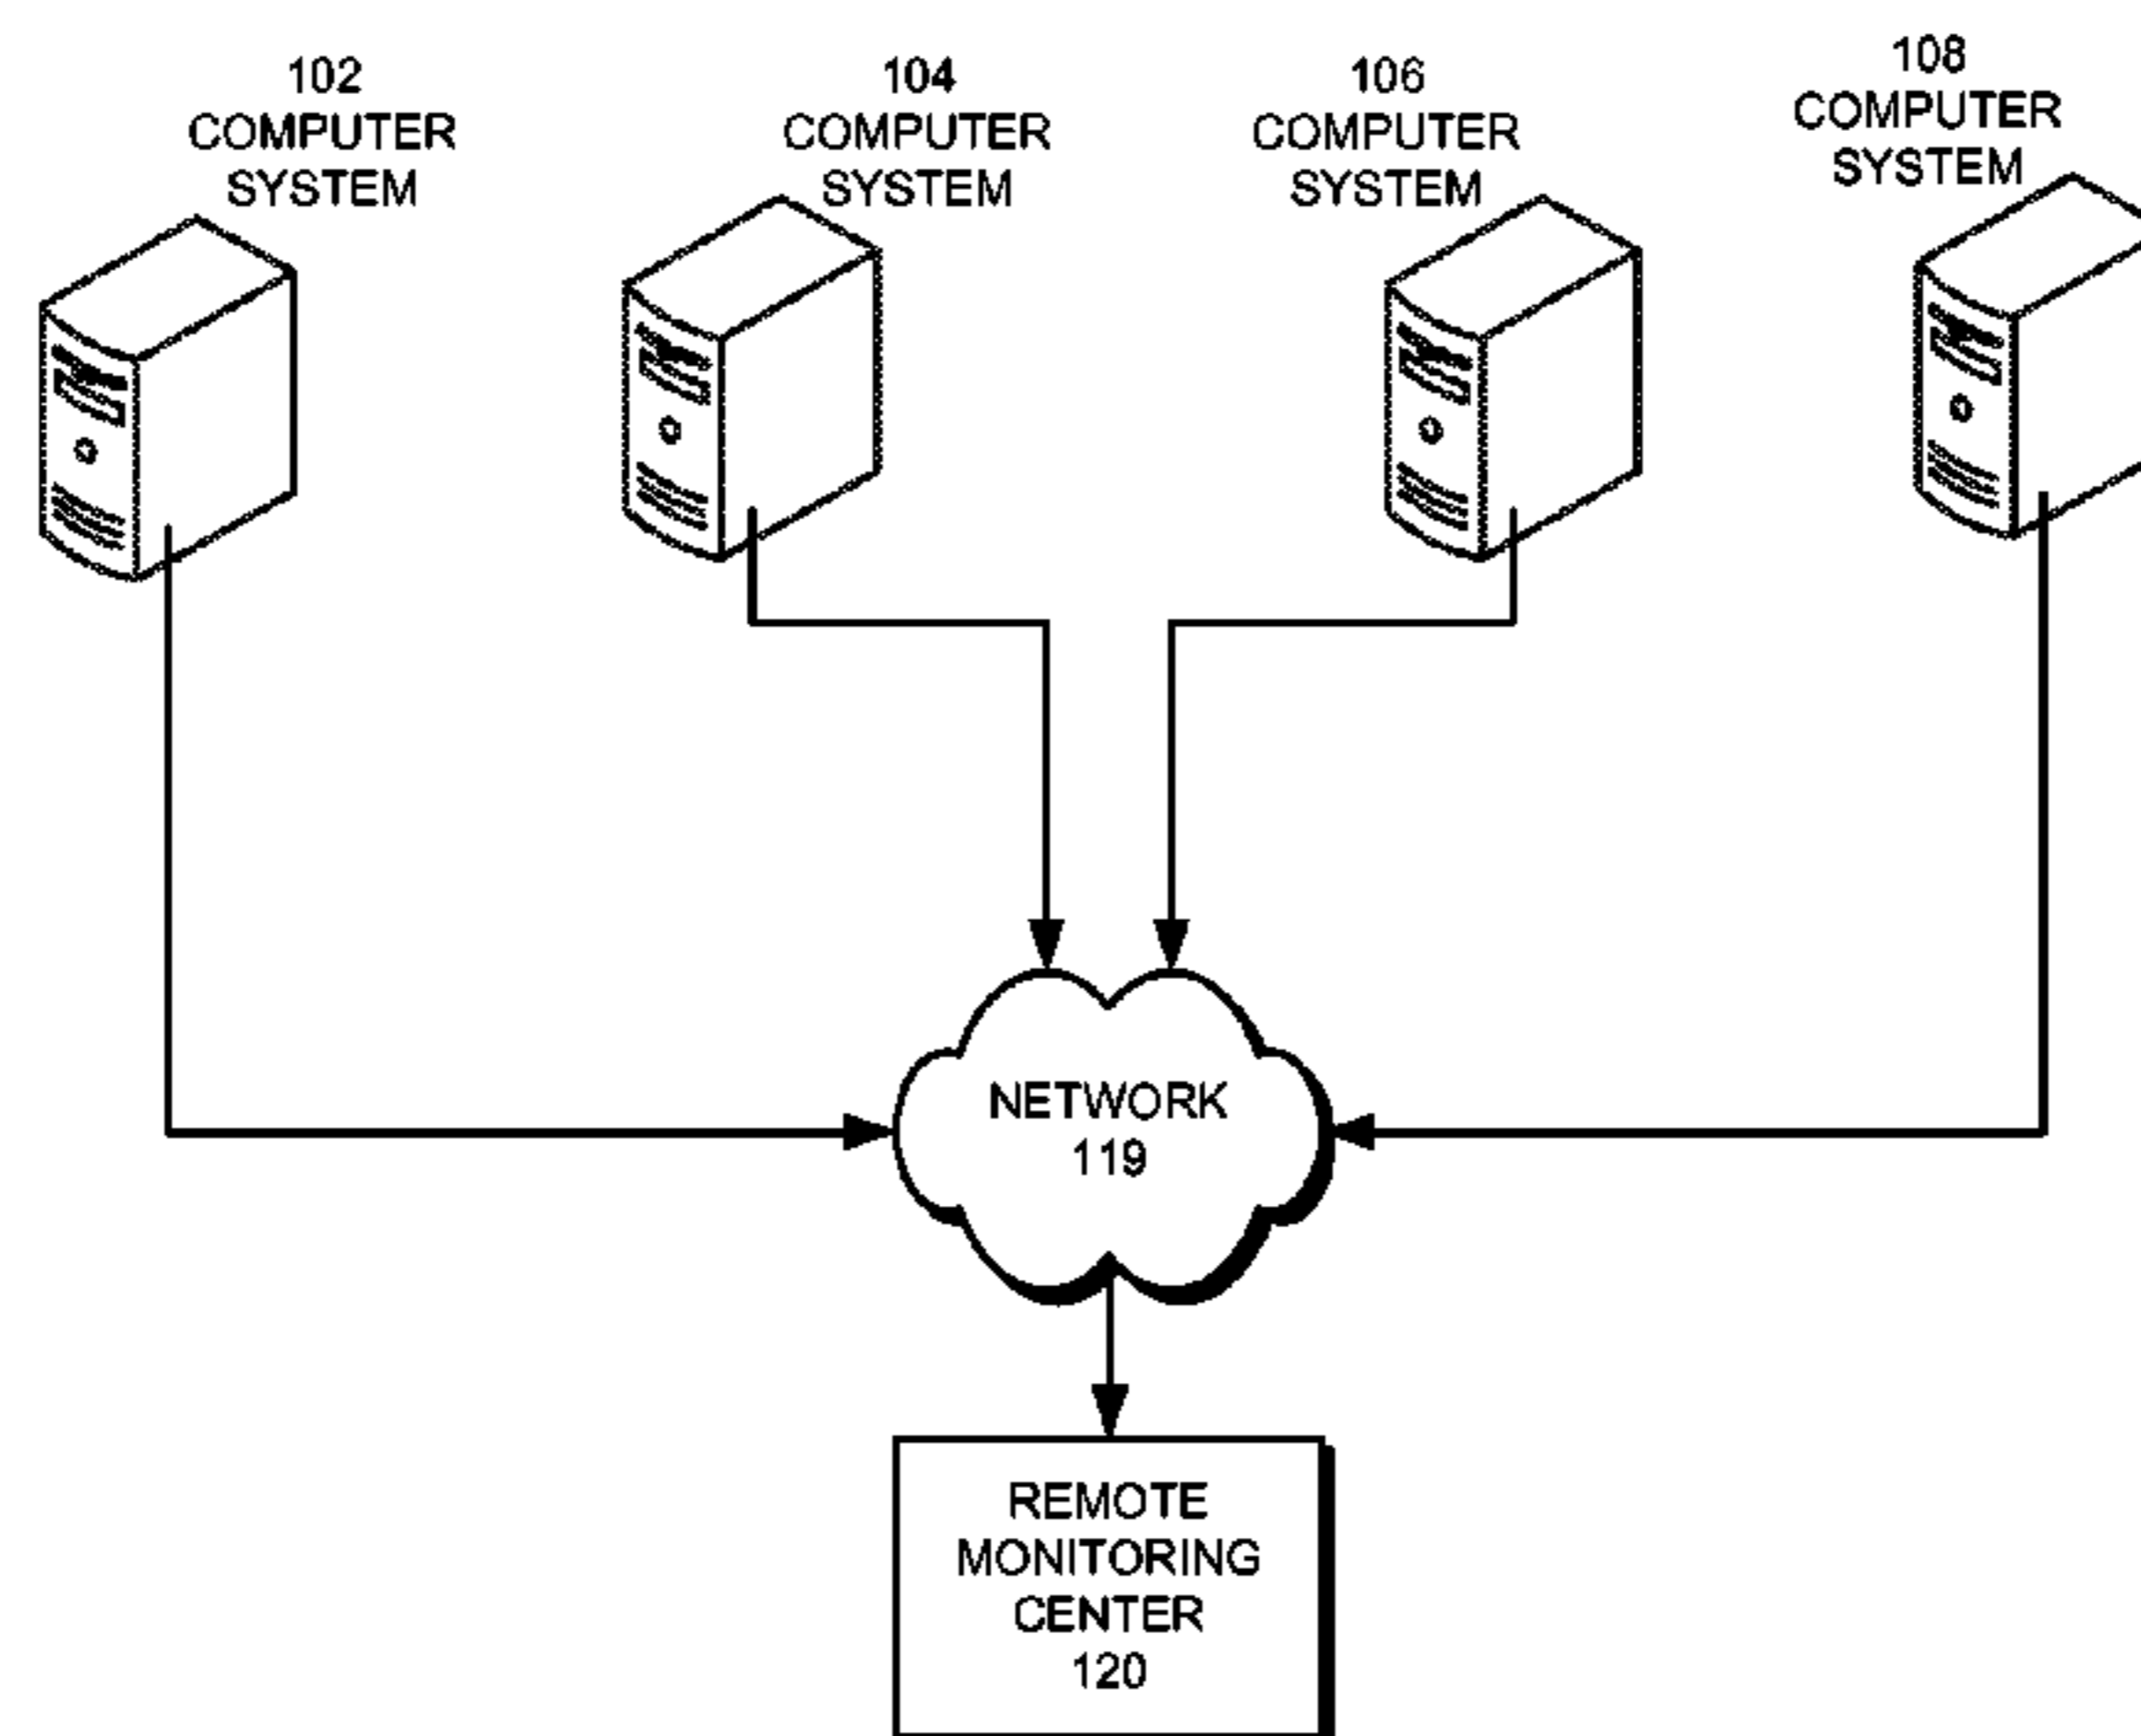 102
COMPUTER
SYSTEM
104
COMPUTER
SYSTEM
106
COMPUTER
SYSTEM
108
COMPUTER
SYSTEM
NETWORK
119
REMOTE
MONITORING
CENTER
120